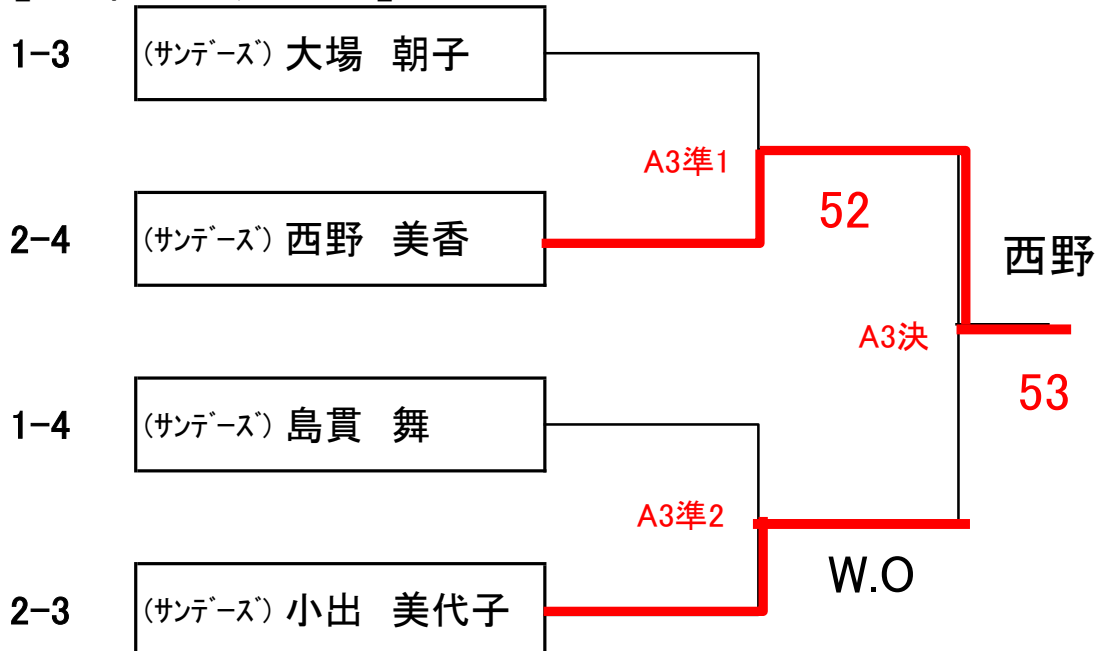 1-3 (ｻﾝﾃﾞｰｽﾞ) 大場　朝子
A3準1
52
2-4 (ｻﾝﾃﾞｰｽﾞ) 西野　美香
西野
A3決
53
1-4 (ｻﾝﾃﾞｰｽﾞ) 島貫　舞
A3準2
W.O
2-3 (ｻﾝﾃﾞｰｽﾞ) 小出　美代子